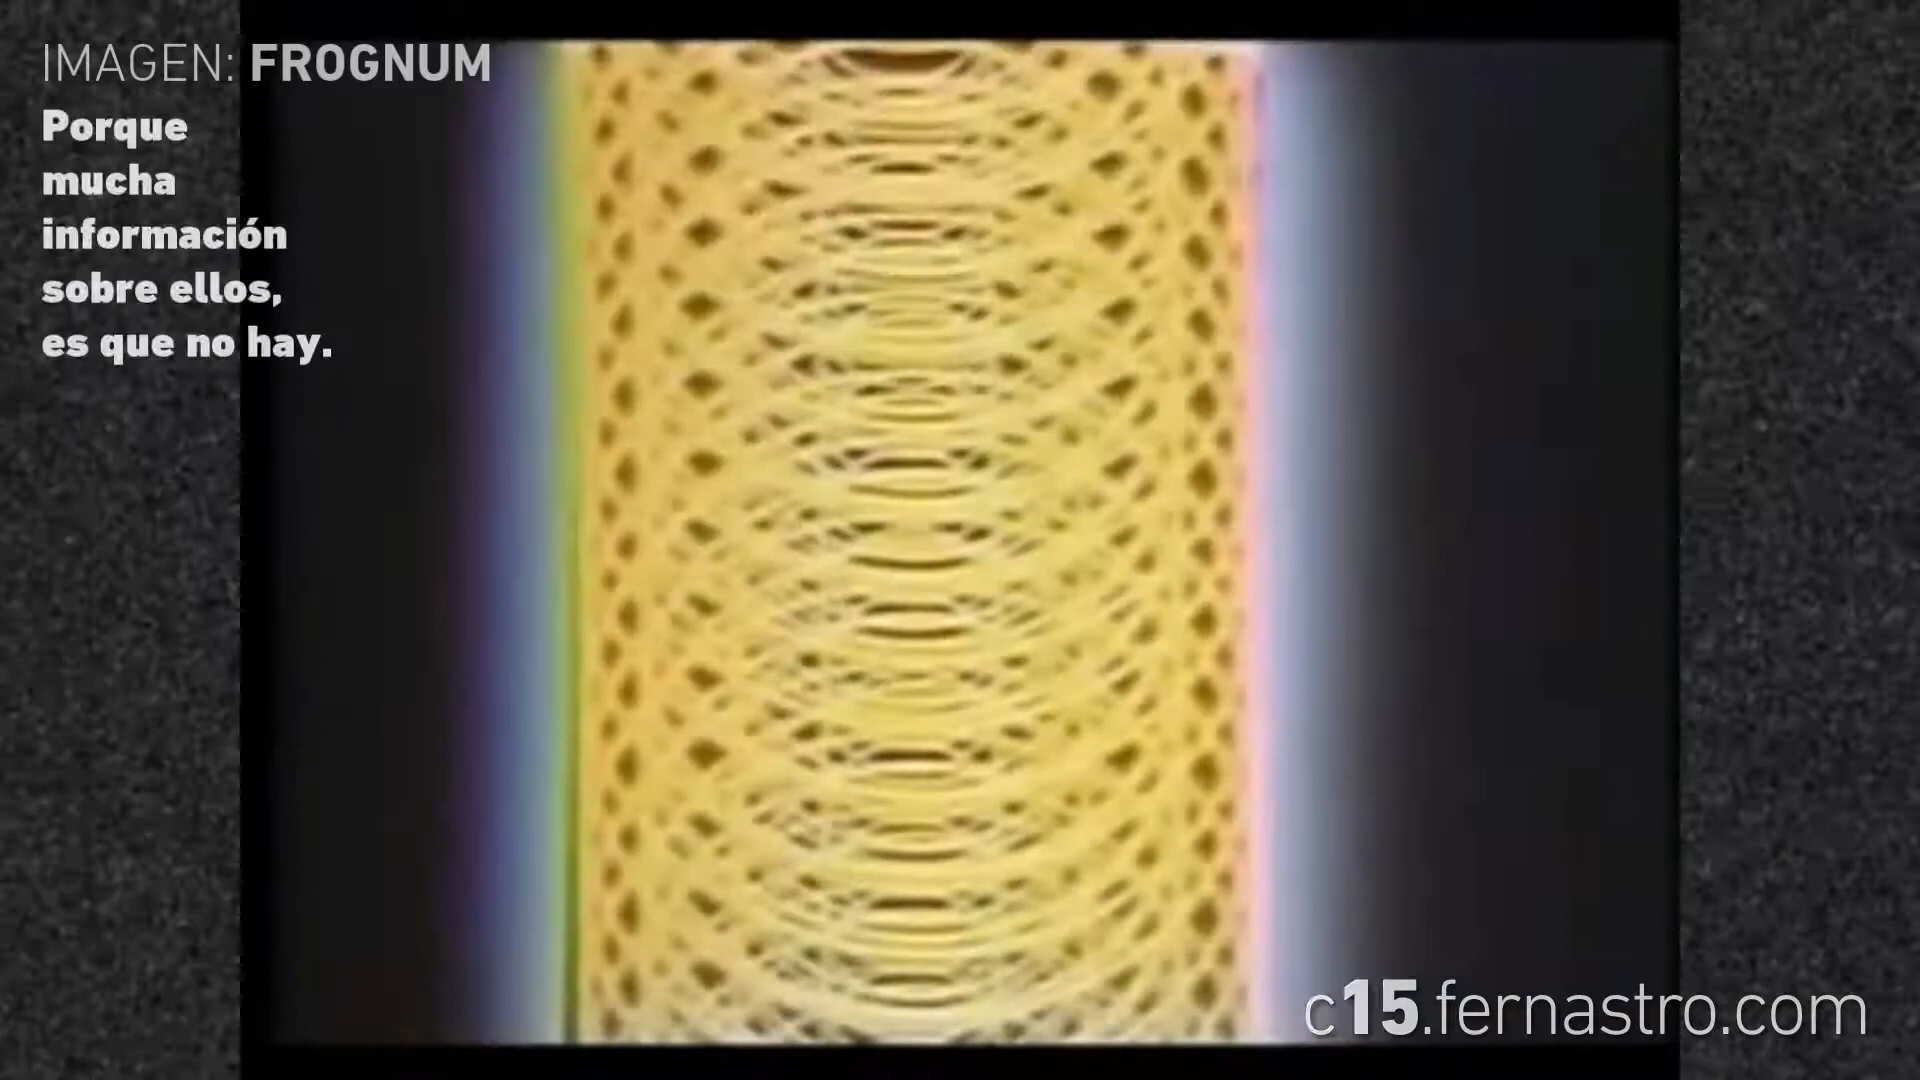 IMAGEN: FROGNUM
Porque
mucha
información
sobre ellos,
es que no hay.
c15.fernastro.com